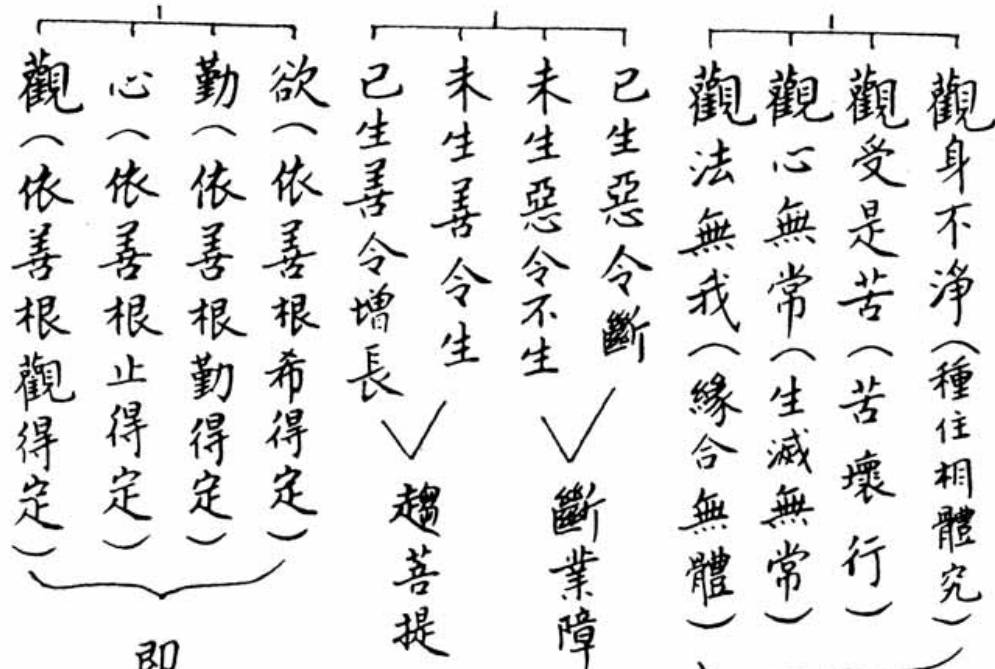 觀身不淨（種住相體究）
觀受是苦（苦壞行）
觀心無常（生滅無常）
觀法無我（緣合無體）
已生惡令斷
未生惡令不生
斷業障
未生善令生
已生善令增長
趨菩提
欲（依善根希得定）
勤（依善根勤得定）
心（依善根止得定）
觀（依善根觀得定）
即